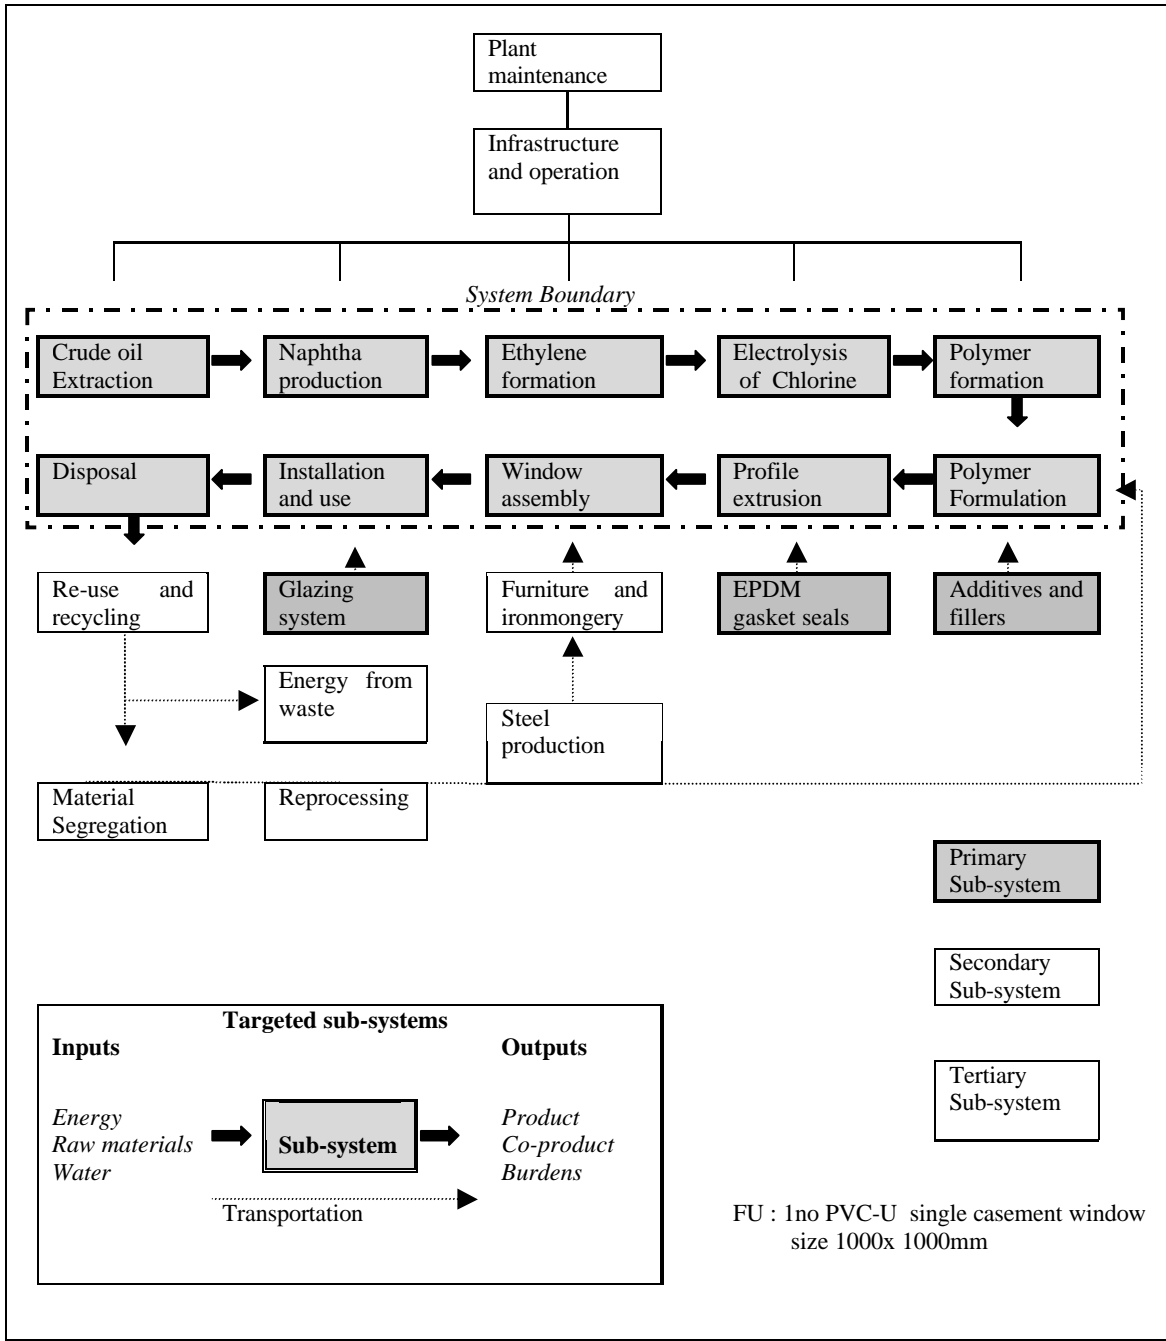 Plant
maintenance
Infrastructure
and operation
System Boundary
Crude oil
Extraction
Naphtha
production
Ethylene
formation
Electrolysis
of Chlorine
Polymer
formation
Disposal
Installation
and use
Window
assembly
Profile
extrusion
Polymer
Formulation
Re-use and
recycling
Glazing
system
Furniture and
ironmongery
EPDM
gasket seals
Additives and
fillers
Energy from
waste
Steel
production
Material
Segregation
Reprocessing
Primary
Sub-system
Secondary
Sub-system
Tertiary
Sub-system
Targeted sub-systems
Inputs
Outputs
Energy
Raw materials
Water
Sub-system
Product
Co-product
Burdens
Transportation
FU : 1no PVC-U single casement window
size 1000x 1000mm